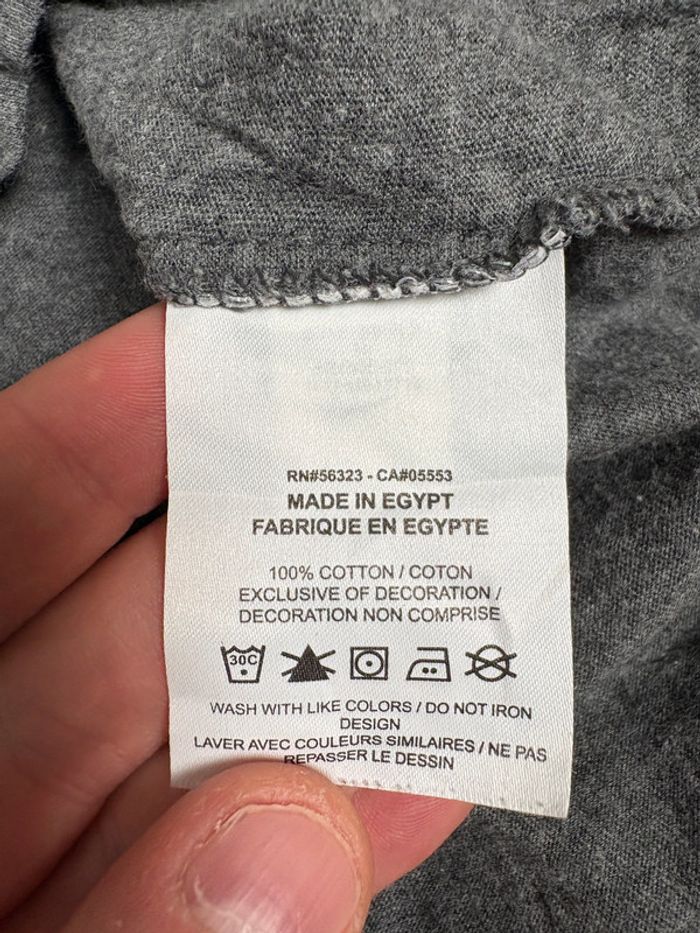 RN#56323 - CA#05553
MADE IN EGYPT
FABRIQUE EN EGYPTE
100% COTTON / COTON
EXCLUSIVE OF DECORATION /
DECORATION NON COMPRISE
30C
WASH WITH LIKE COLORS / DO NOT IRON
DESIGN
LAVER AVEC COULEURS SIMILAIRES / NE PAS
REPASSER LE DESSIN